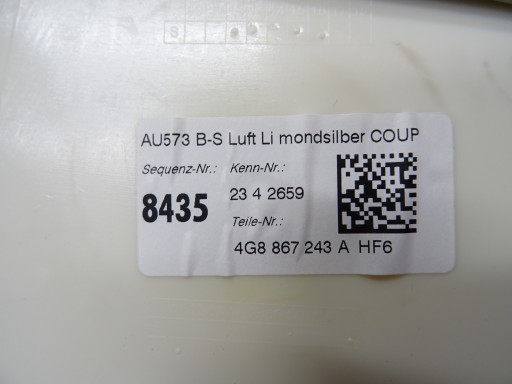 AU573 B-S Luft Li mondsilber COUP
Sequenz-Nr.: Kenn-Nr.:
8435 23 4 2659
Teile-Nr.:
4G8 867 243 A HF6